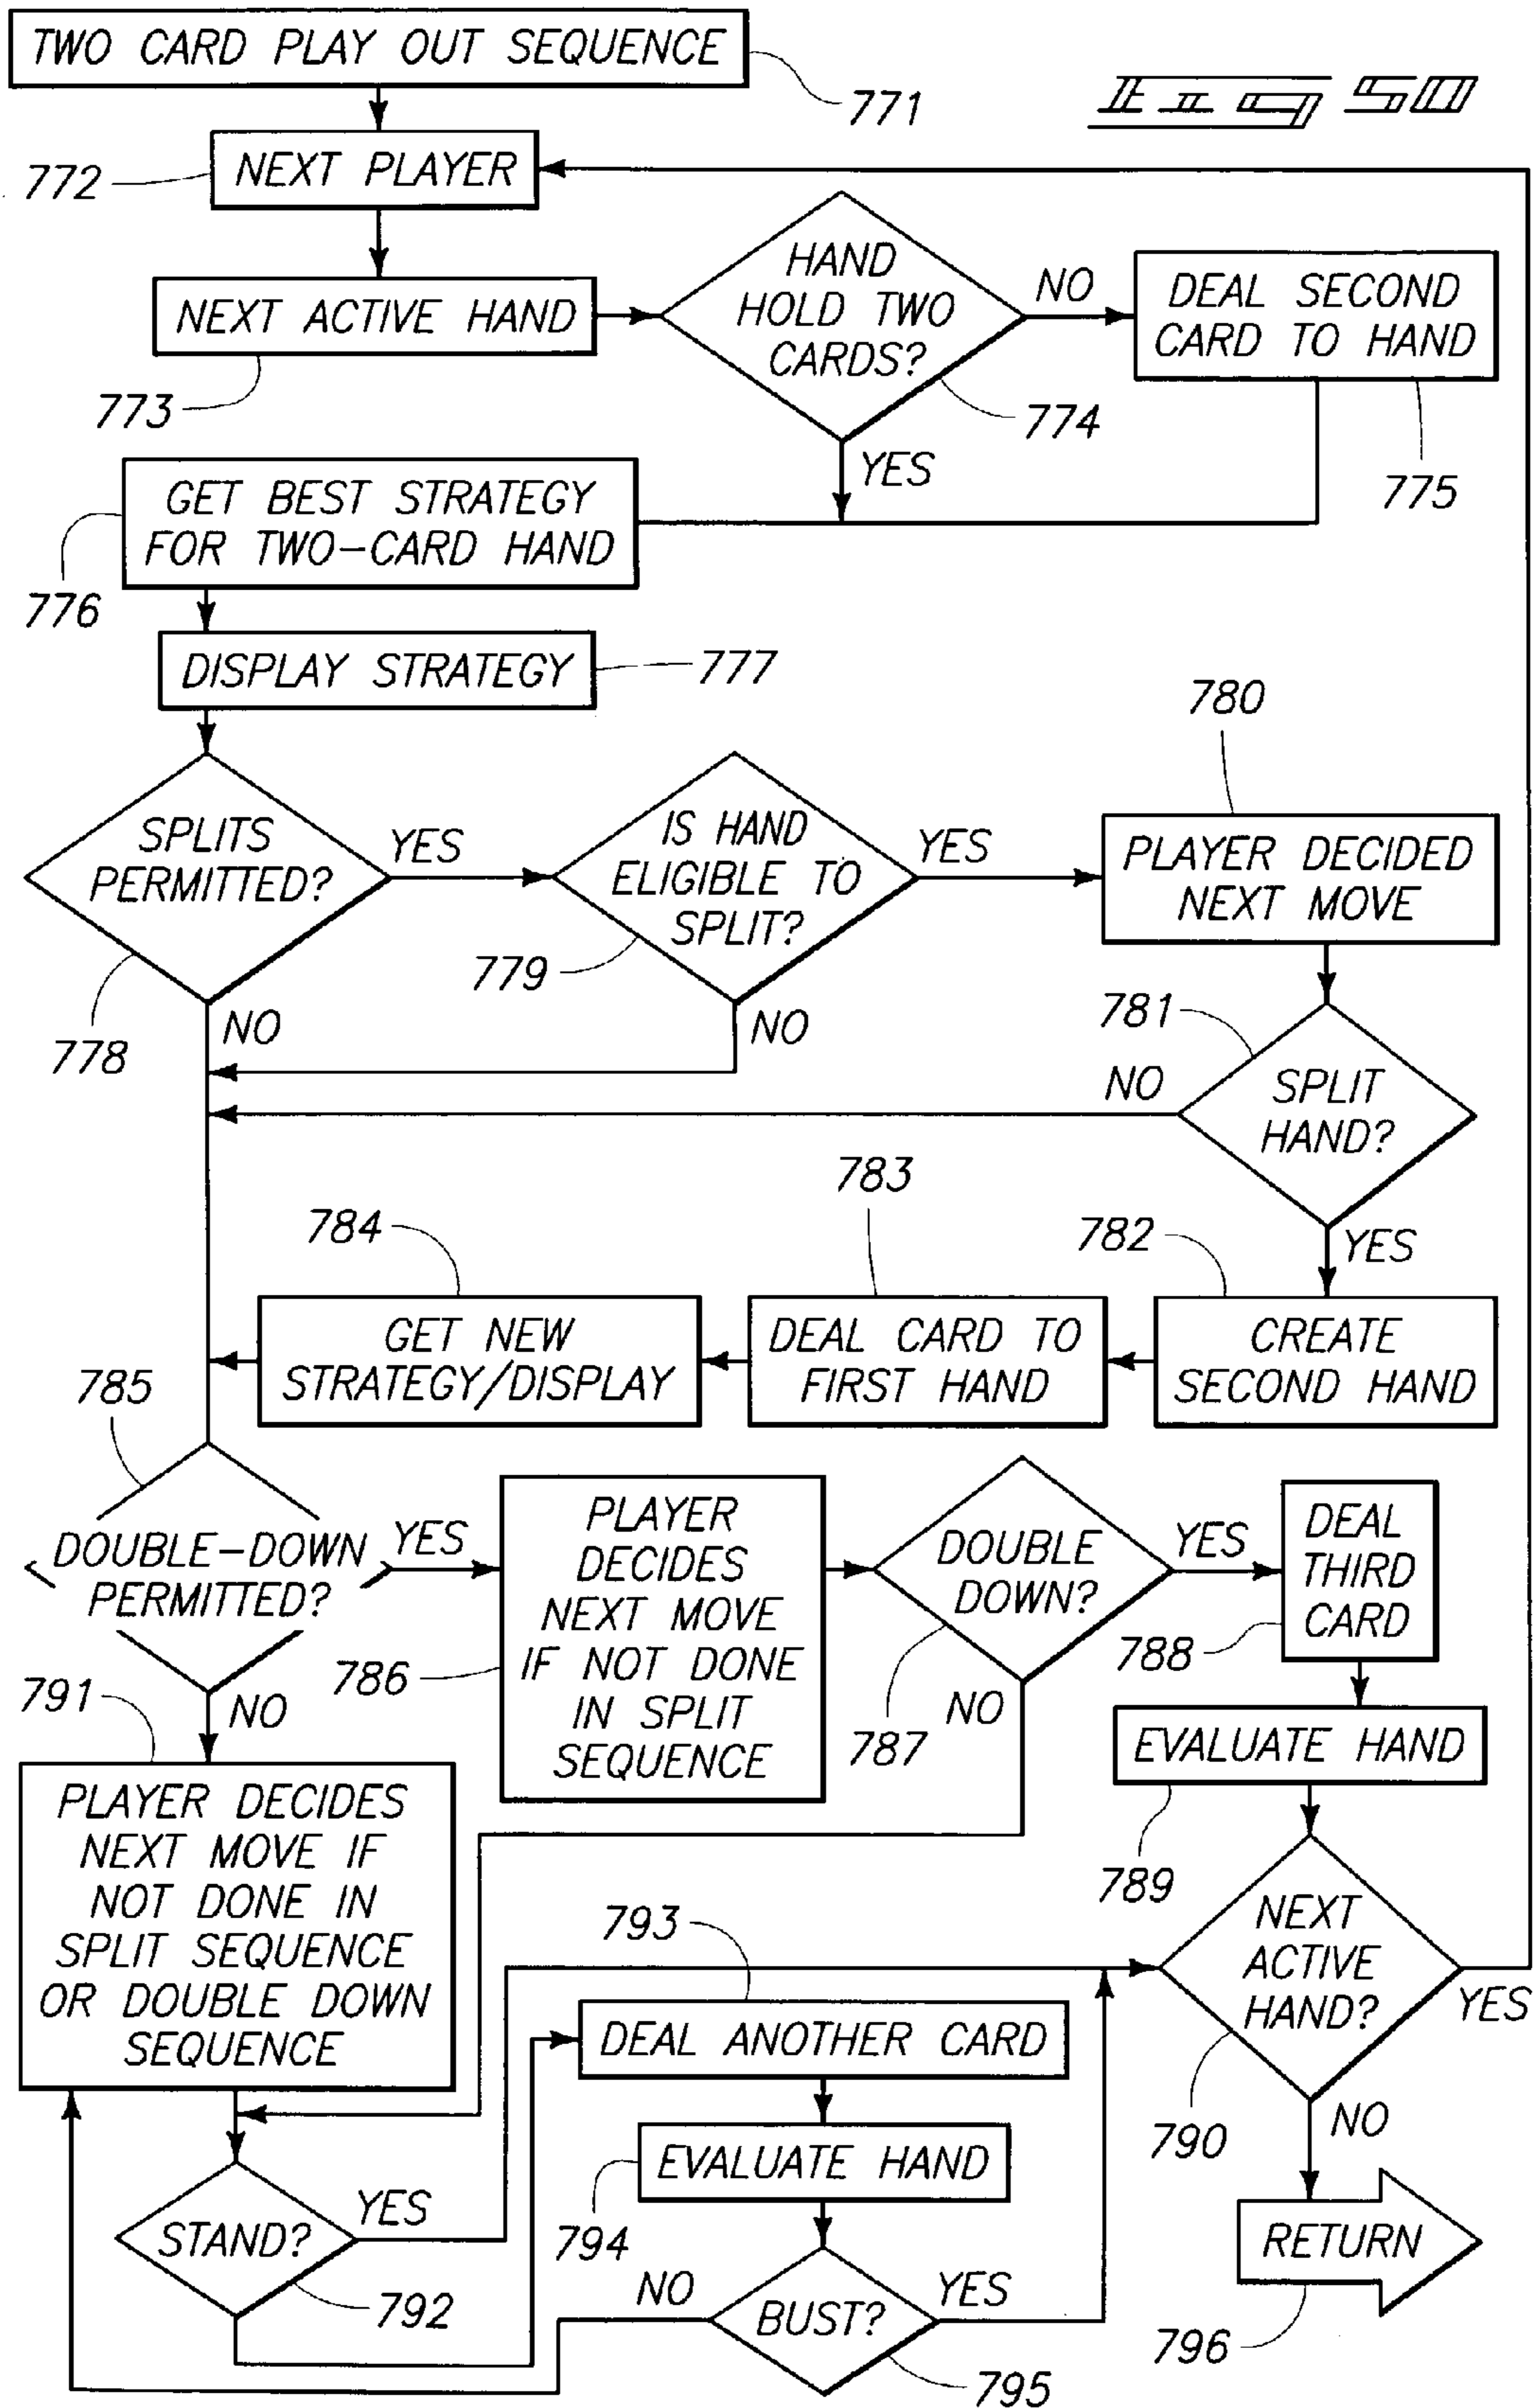 TWO CARD PLAY OUT SEQUENCE
771
Fig 50
772
NEXT PLAYER
HAND
HOLD TWO
CARDS?
NO
DEAL SECOND
CARD TO HAND
NEXT ACTIVE HAND
773
774
YES
775
GET BEST STRATEGY
FOR TWO-CARD HAND
776
DISPLAY STRATEGY
777
780
SPLITS
PERMITTED?
YES
IS HAND
ELIGIBLE TO
SPLIT?
YES
PLAYER DECIDED
NEXT MOVE
779
778
NO
NO
781
NO
SPLIT
HAND?
783
784
782
YES
GET NEW
STRATEGY/DISPLAY
DEAL CARD TO
FIRST HAND
CREATE
SECOND HAND
785
DOUBLE-DOWN
PERMITTED?
YES
PLAYER
DECIDES
NEXT MOVE
IF NOT DONE
IN SPLIT
SEQUENCE
DOUBLE
DOWN?
YES
DEAL
THIRD
CARD
788
786
791
NO
NO
787
EVALUATE HAND
789
PLAYER DECIDES
NEXT MOVE IF
NOT DONE IN
SPLIT SEQUENCE
OR DOUBLE DOWN
SEQUENCE
793
NEXT
ACTIVE
HAND?
YES
DEAL ANOTHER CARD
790
NO
EVALUATE HAND
794
STAND?
YES
792
RETURN
796
NO
BUST?
YES
795